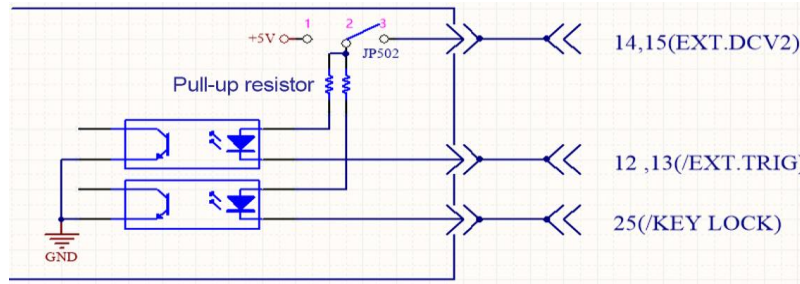 1 2 3
+5V
JP502
14,15(EXT.DCV2)
Pull-up resistor
12 ,13(/EXT.TRIG)
25(/KEY LOCK)
GND